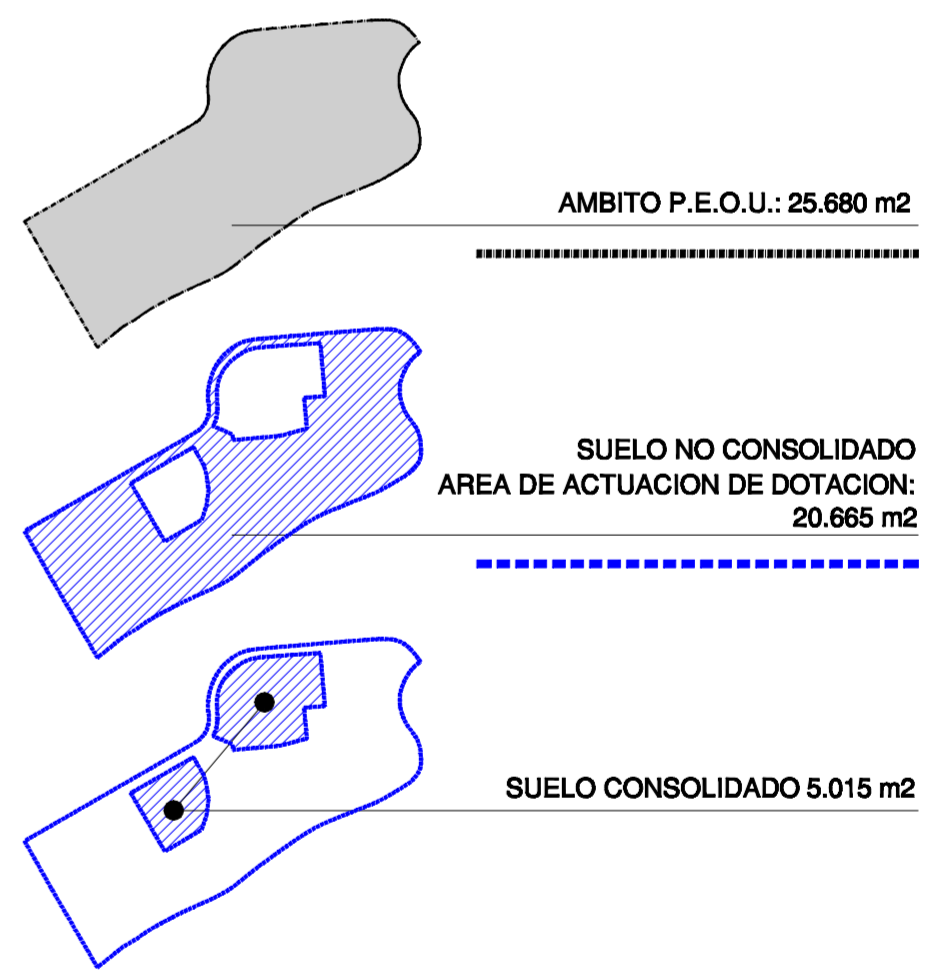 AMBITO P.E.O.U.: 25.680 m2
SUELO NO CONSOLIDADO
AREA DE ACTUACION DE DOTACION:
20.665 m2
SUELO CONSOLIDADO 5.015 m2